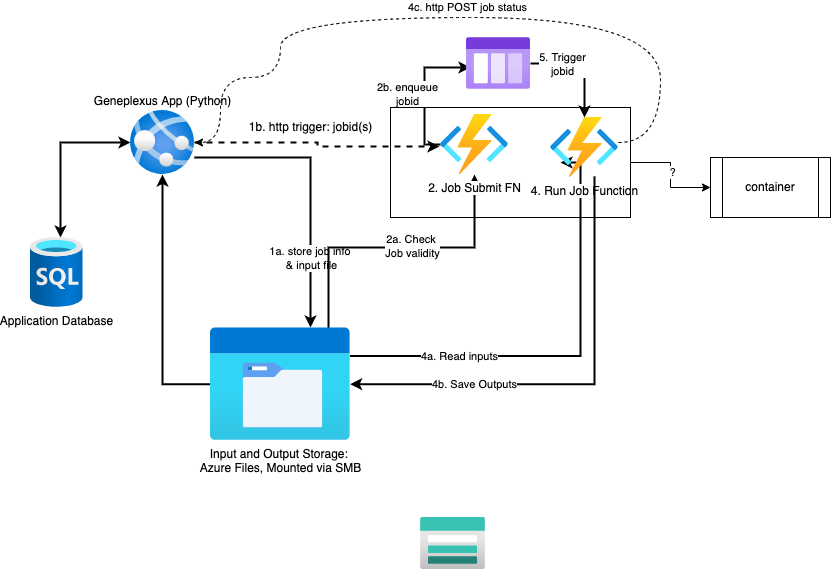 4c. http POST job status
5. Trigger
jobid
2b. enqueue
jobid
Geneplexus App (Python)
1b. http trigger: jobid(s)
?
container
2. Job Submit FN
4. Run Job Function
2a. Check
Job validity
1a. store job info
& input file
SQL
Application Database
4a. Read inputs
4b. Save Outputs
Input and Output Storage:
Azure Files, Mounted via SMB